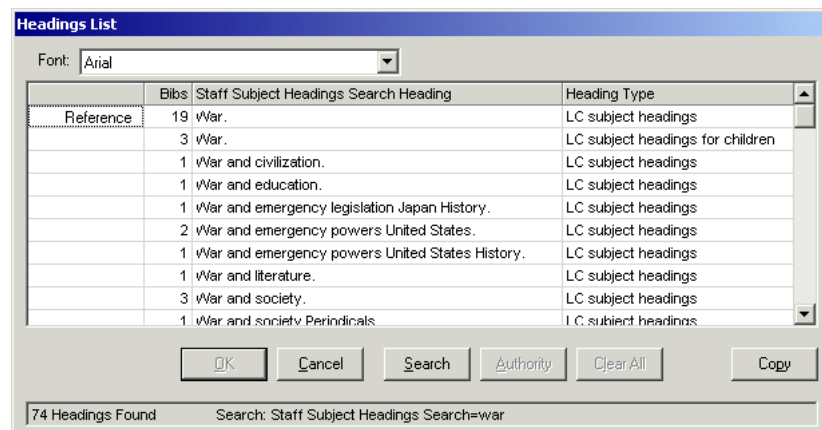 Headings List
Font: Arial
Bibs Staff Subject Headings Search Heading Heading Type
Reference 19 War. LC subject headings
3 War. LC subject headings for children
1 War and civilization. LC subject headings
1 War and education. LC subject headings
1 War and emergency legislation Japan History. LC subject headings
2 War and emergency powers United States. LC subject headings
1 War and emergency powers United States History. LC subject headings
1 War and literature. LC subject headings
3 War and society. LC subject headings
1 War and society Periodicals LC subject headings
OK Cancel Search Authority Clear All Copy
74 Headings Found Search: Staff Subject Headings Search=war